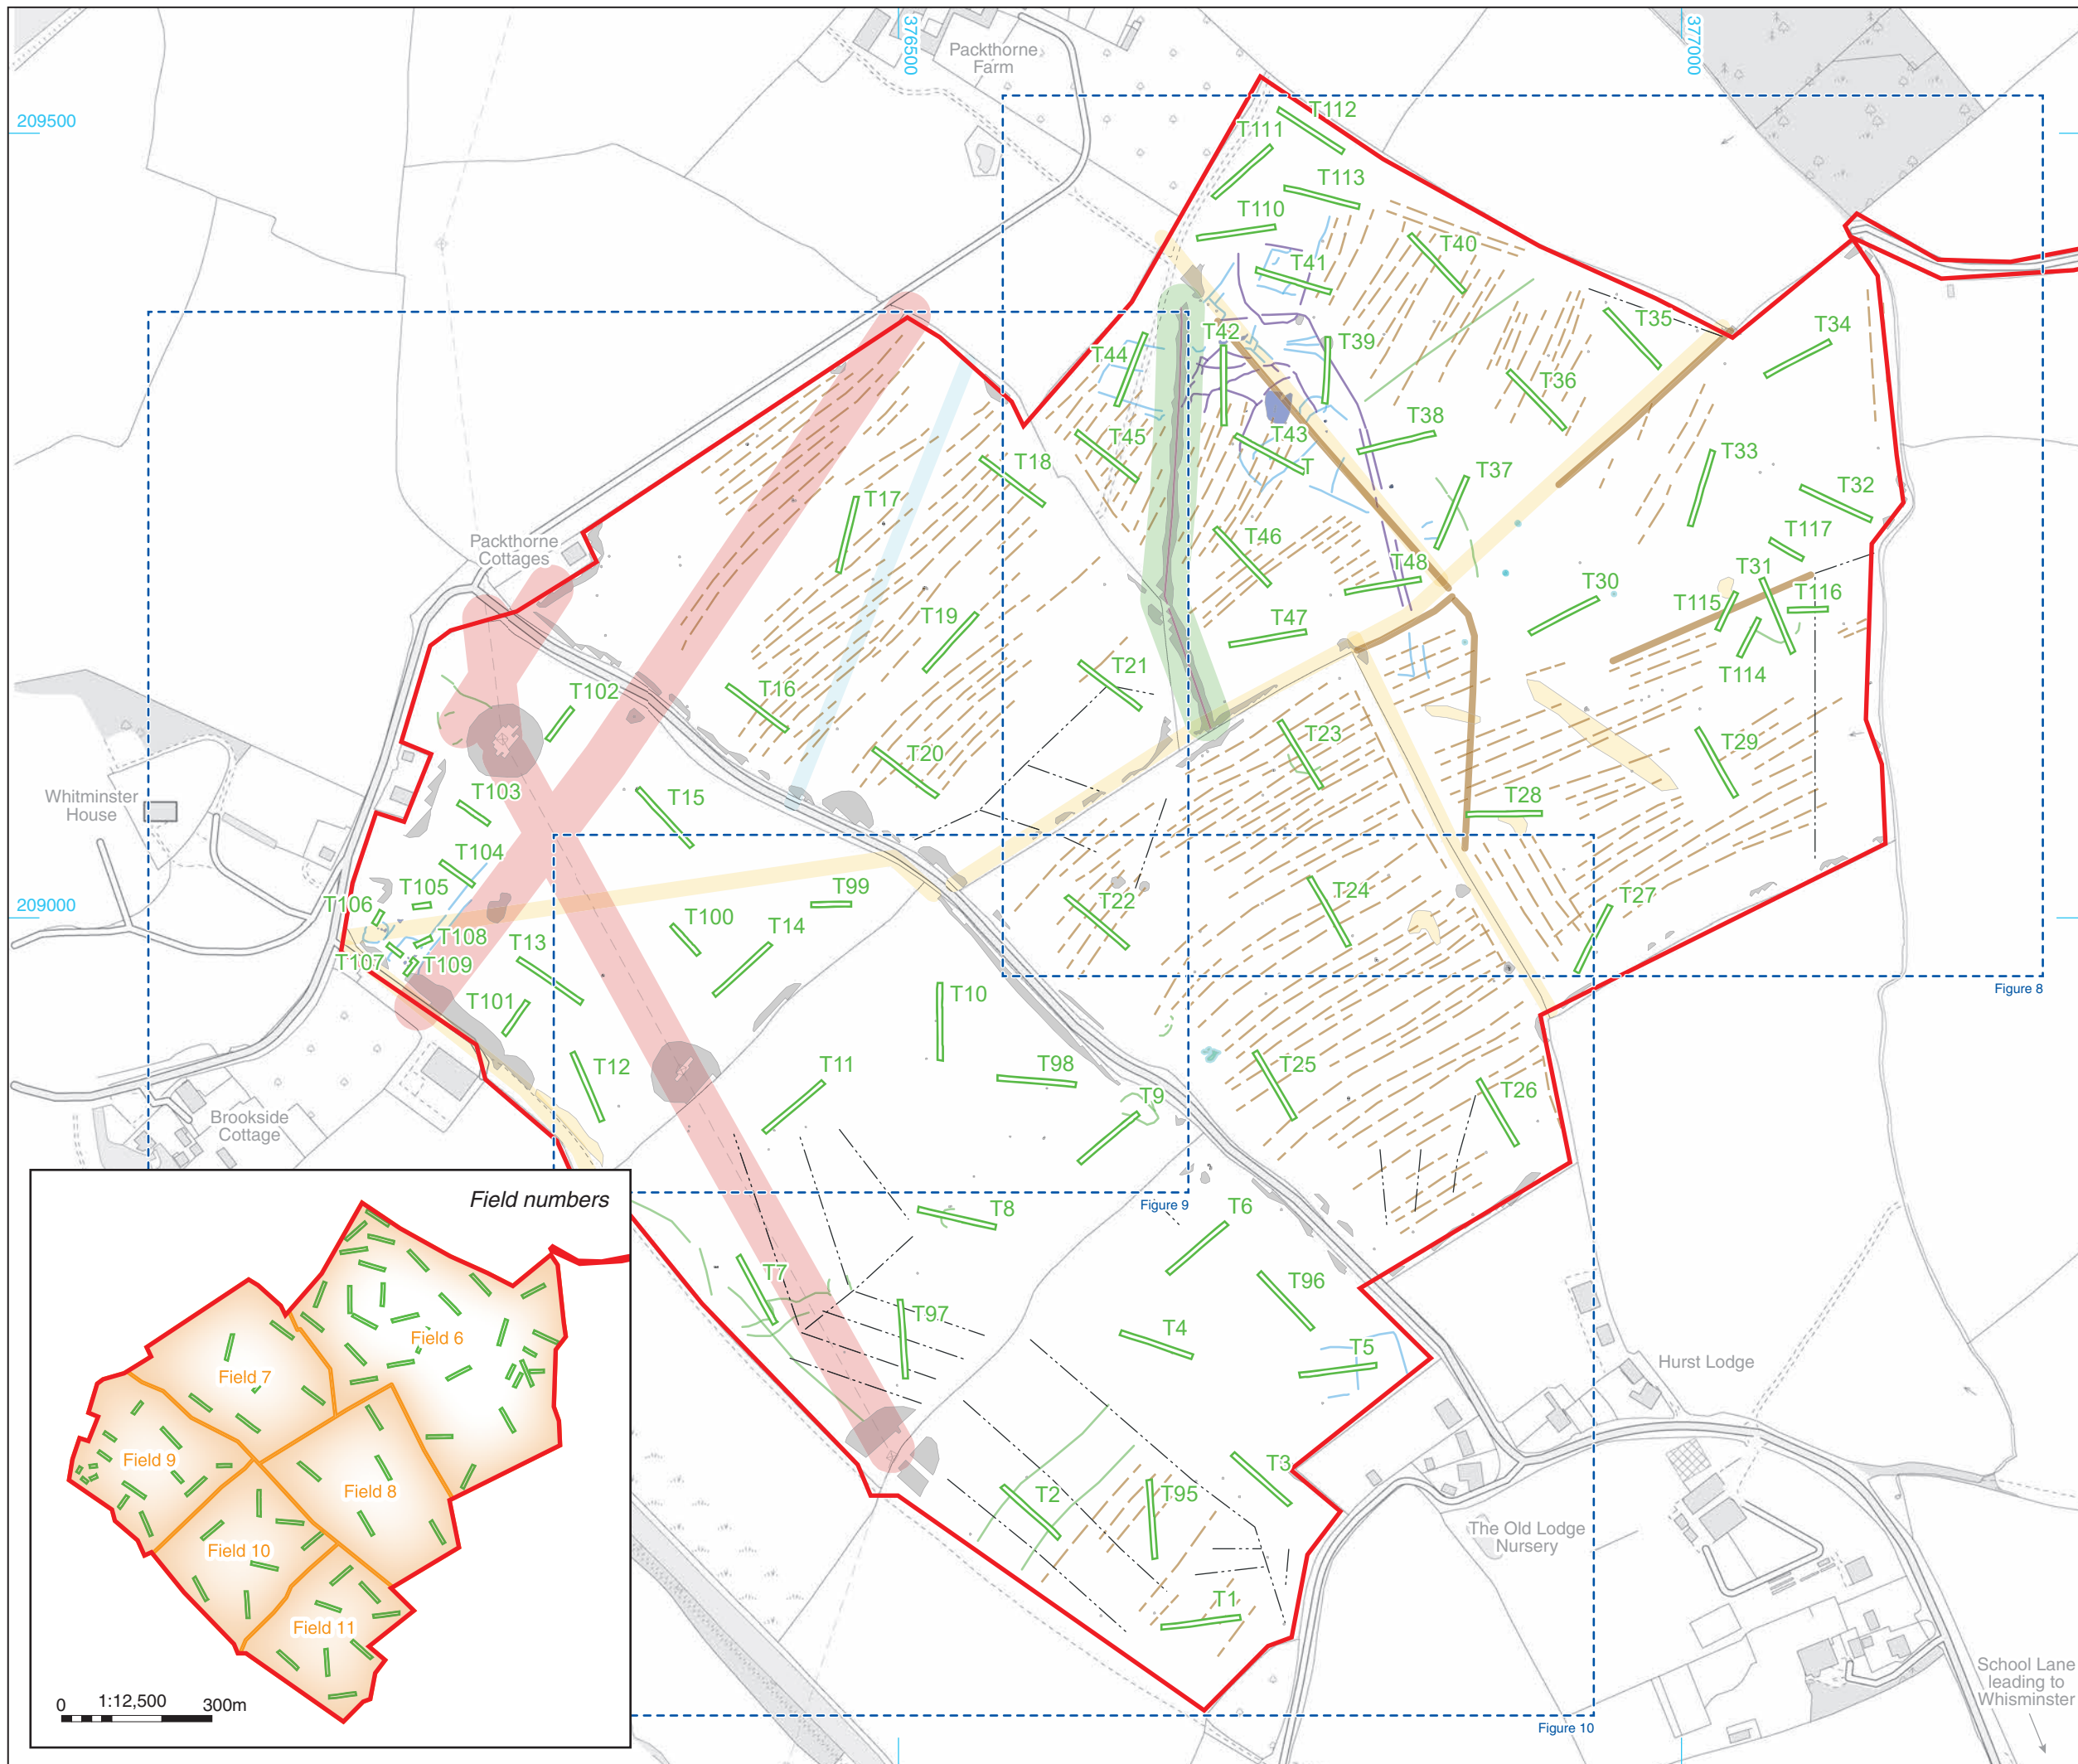 376500
377000
Packthorne
Farm
209500
T112
T111
T113
T110
T40
T41
T35
T34
T42
T39
T44
T36
T38
T43
T45
T
T18
T37
T33
T32
T17
T117
T46
Packthorne
Cottages
T48
T31
T30
T116
T115
T19
T47
T21
T114
T102
T16
T23
T29
T20
T103
T15
T28
Whitminster
House
T104
T105
T99
T24
T27
T106
T22
T100
T14
T108
T13
T107
T109
209000
Figure 8
T10
T101
T12
T11
T98
T25
T26
T9
Brookside
Cottage
Figure 9
T8
T6
T7
T96
T97
T4
T5
Hurst Lodge
T3
T2
T95
The Old Lodge
Nursery
T1
School Lane
leading to
Whisminster
Figure 10
Field numbers
Field 6
Field 7
Field 9
Field 8
Field 10
Field 11
0
1:12,500
300m